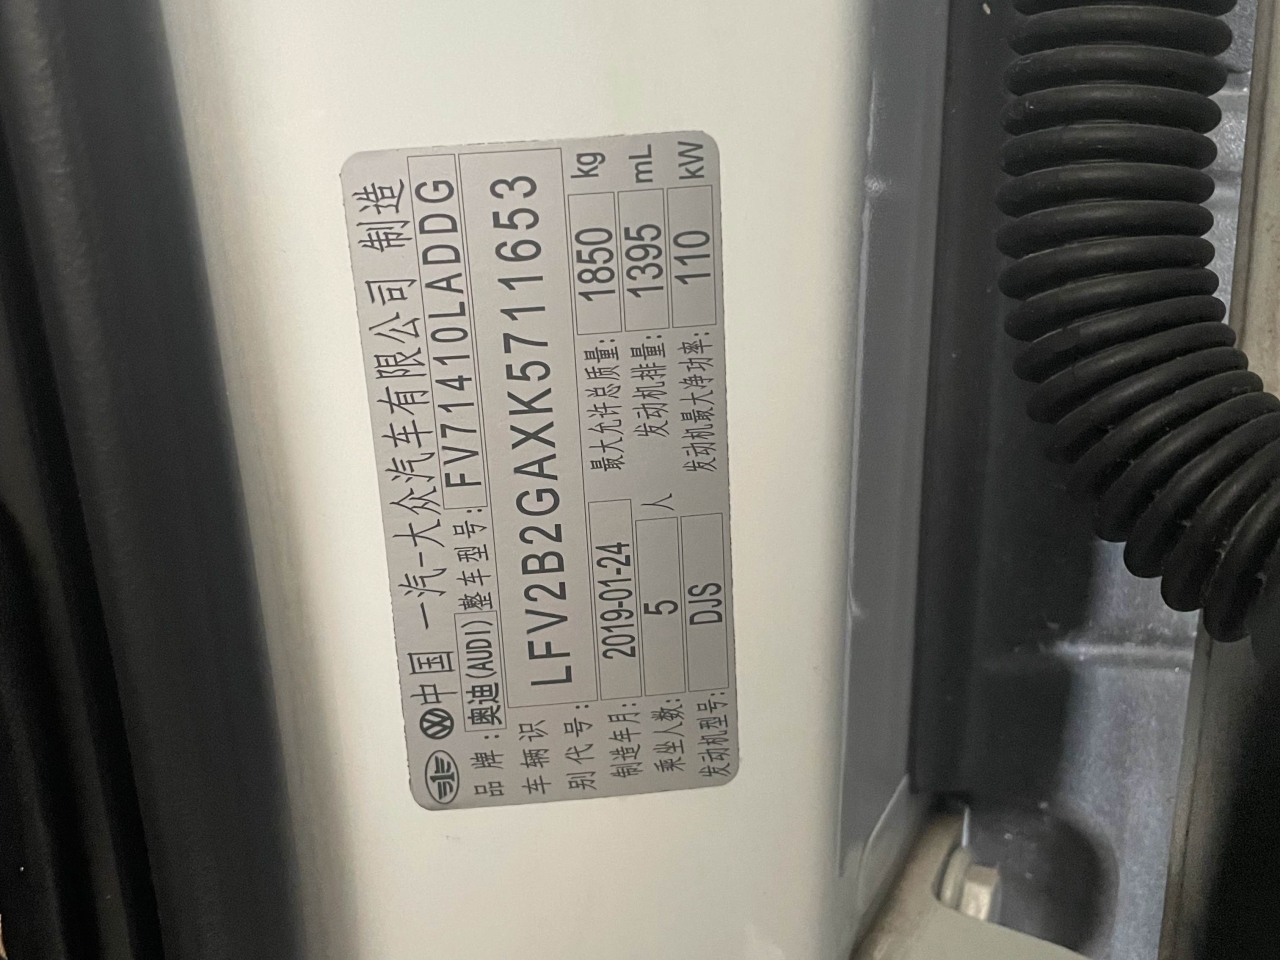 中国 一汽-大众汽车有限公司 制造
品牌:奥迪(AUDI)整车型号:FV71410LADDG
车辆识别代号:LFV2B2GAXK5711653
制造年月:2019-01-24 最大允许总质量:1850 kg
乘坐人数:5人 发动机排量:1395 mL
发动机型号:DJS 发动机最大净功率:110 kW